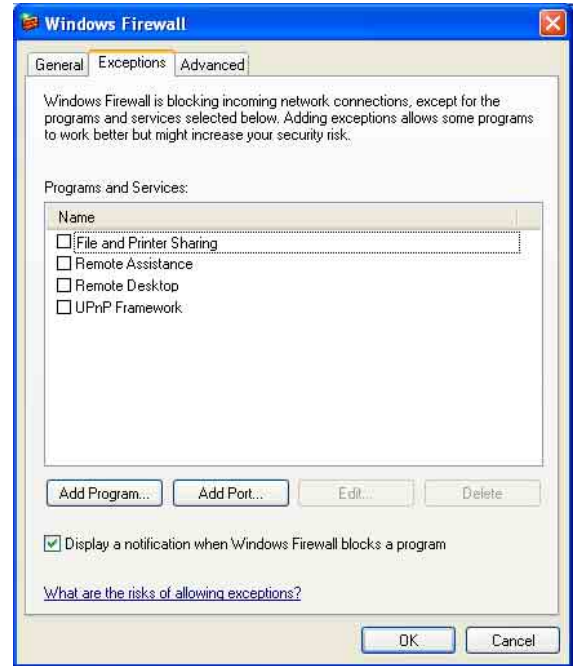 Windows Firewall
General Exceptions Advanced
Windows Firewall is blocking incoming network connections, except for the
programs and services selected below. Adding exceptions allows some programs
to work better but might increase your security risk.
Programs and Services:
Name
File and Printer Sharing
Remote Assistance
Remote Desktop
UPnP Framework
Add Program... Add Port... Edit... Delete
Display a notification when Windows Firewall blocks a program
What are the risks of allowing exceptions?
OK Cancel